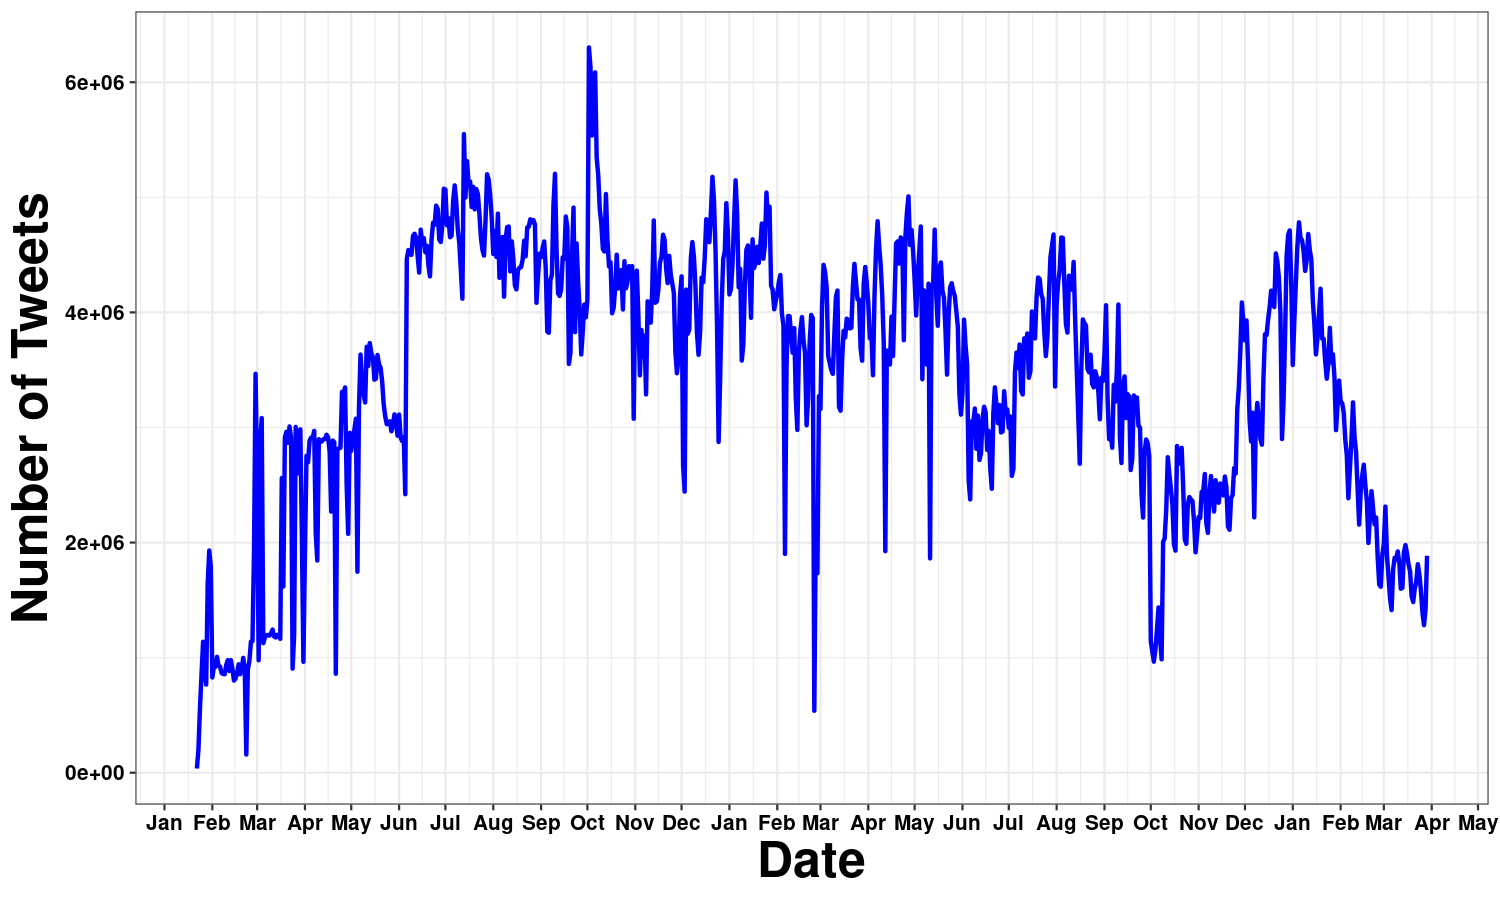 Number of Tweets
6e+06
4e+06
2e+06
0e+00
Jan Feb Mar Apr May Jun Jul Aug Sep Oct Nov Dec Jan Feb Mar Apr May Jun Jul Aug Sep Oct Nov Dec Jan Feb Mar Apr May
Date